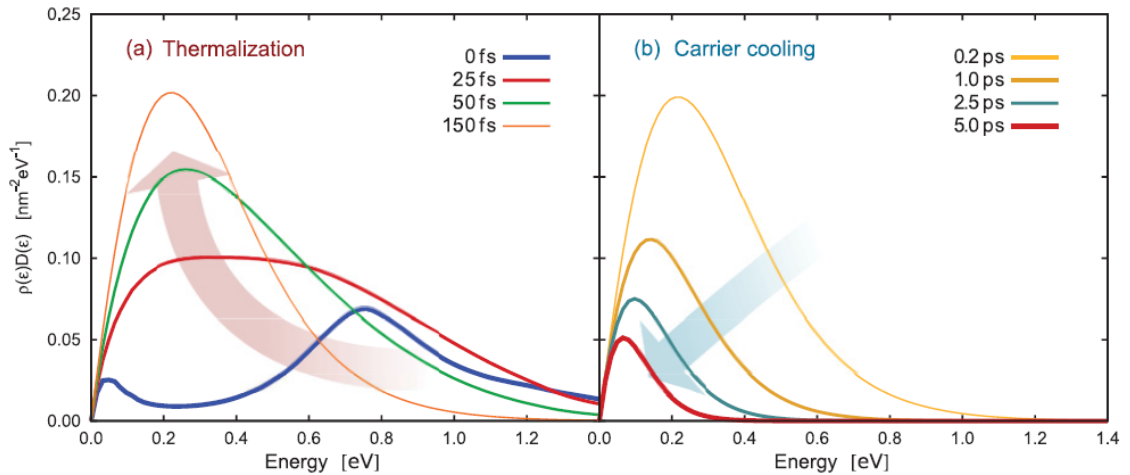 (a) Thermalization
0 fs
25 fs
50 fs
150 fs
(b) Carrier cooling
0.2 ps
1.0 ps
2.5 ps
5.0 ps
ρ(ε)D(ε) [nm⁻²eV⁻¹]
0.25
0.20
0.15
0.10
0.05
0.00
0.0 0.2 0.4 0.6 0.8 1.0 1.2 0.0 0.2 0.4 0.6 0.8 1.0 1.2 1.4
Energy [eV] Energy [eV]